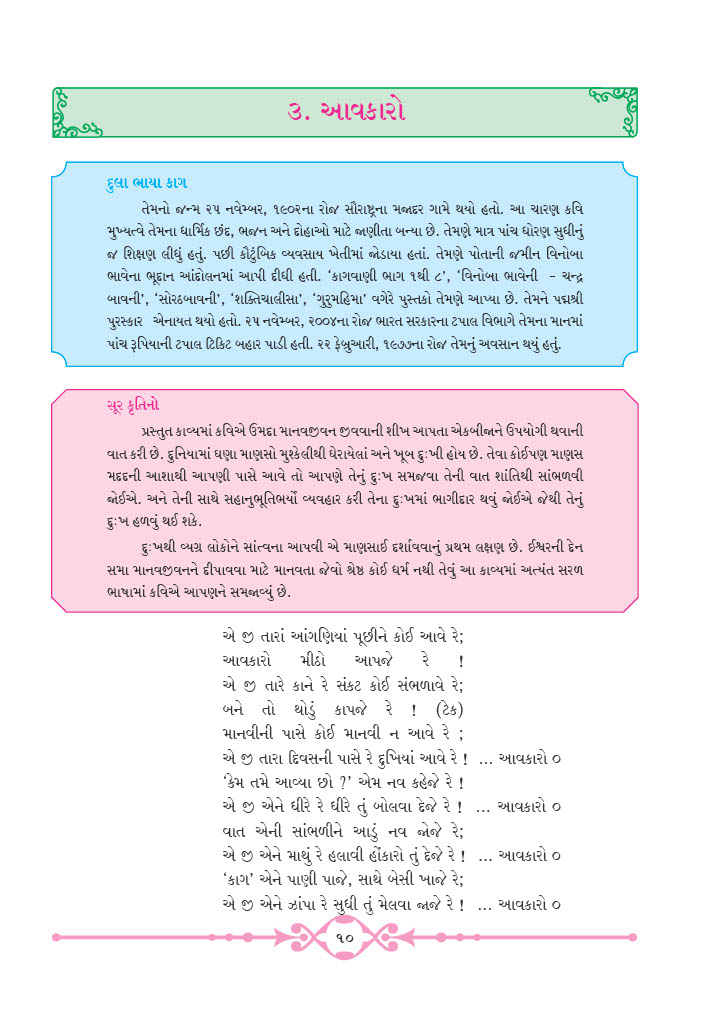 ૩. આવકારો
દુલા ભાયા કાગ
તેમનો જન્મ ૨૫ નવેમ્બર, ૧૯૦૨ના રોજ સૌરાષ્ટ્રના મજાદર ગામે થયો હતો. આ ચારણ કવિ
મુખ્યત્વે તેમના ધાર્મિક છંદ, ભજન અને દોહાઓ માટે જાણીતા બન્યા છે. તેમણે માત્ર પાંચ ધોરણ સુધીનું
જ શિક્ષણ લીધું હતું. પછી કૌટુંબિક વ્યવસાય ખેતીમાં જોડાયા હતાં. તેમણે પોતાની જમીન વિનોબા
ભાવેના ભૂદાન આંદોલનમાં આપી દીધી હતી. ‘કાગવાણી ભાગ ૧થી ૮’, ‘વિનોબા ભાવેની - ચન્દ્ર
બાવની’, ‘સોરઠબાવની’, ‘શક્તિચાલીસા’, ‘ગુરુમહિમા’ વગેરે પુસ્તકો તેમણે આપ્યા છે. તેમને પદ્મશ્રી
પુરસ્કાર એનાયત થયો હતો. ૨૫ નવેમ્બર, ૨૦૦૪ના રોજ ભારત સરકારના ટપાલ વિભાગે તેમના માનમાં
પાંચ રૂપિયાની ટપાલ ટિકિટ બહાર પાડી હતી. ૨૨ ફેબ્રુઆરી, ૧૯૭૭ના રોજ તેમનું અવસાન થયું હતું.
સૂર કૃતિનો
પ્રસ્તુત કાવ્યમાં કવિએ ઉમદા માનવજીવન જીવવાની શીખ આપતા એકબીજાને ઉપયોગી થવાની
વાત કરી છે. દુનિયામાં ઘણા માણસો મુશ્કેલીથી ઘેરાયેલાં અને ખૂબ દુઃખી હોય છે. તેવા કોઈપણ માણસ
મદદની આશાથી આપણી પાસે આવે તો આપણે તેનું દુઃખ સમજવા તેની વાત શાંતિથી સાંભળવી
જોઈએ. અને તેની સાથે સહાનુભૂતિભર્યો વ્યવહાર કરી તેના દુઃખમાં ભાગીદાર થવું જોઈએ જેથી તેનું
દુઃખ હળવું થઈ શકે.
દુઃખથી વ્યગ્ર લોકોને સાંત્વના આપવી એ માણસાઈ દર્શાવવાનું પ્રથમ લક્ષણ છે. ઈશ્વરની દેન
સમા માનવજીવનને દીપાવવા માટે માનવતા જેવો શ્રેષ્ઠ કોઈ ધર્મ નથી તેવું આ કાવ્યમાં અત્યંત સરળ
ભાષામાં કવિએ આપણને સમજાવ્યું છે.
એ જી તારાં આંગણિયાં પૂછીને કોઈ આવે રે;
આવકારો મીઠો આપજે રે !
એ જી તારે કાને રે સંકટ કોઈ સંભળાવે રે;
બને તો થોડું કાપજે રે ! (ટેક)
માનવીની પાસે કોઈ માનવી ન આવે રે ;
એ જી તારા દિવસની પાસે રે દુખિયાં આવે રે ! ... આવકારો ૦
‘કેમ તમે આવ્યા છો ?’ એમ નવ કહેજે રે !
એ જી એને ધીરે રે ધીરે તું બોલવા દેજે રે ! ... આવકારો ૦
વાત એની સાંભળીને આડું નવ જોજે રે;
એ જી એને માથું રે હલાવી હોંકારો તું દેજે રે ! ... આવકારો ૦
‘કાગ’ એને પાણી પાજે, સાથે બેસી ખાજે રે;
એ જી એને ઝાંપા રે સુધી તું મેલવા જાજે રે ! ... આવકારો ૦
૧૦